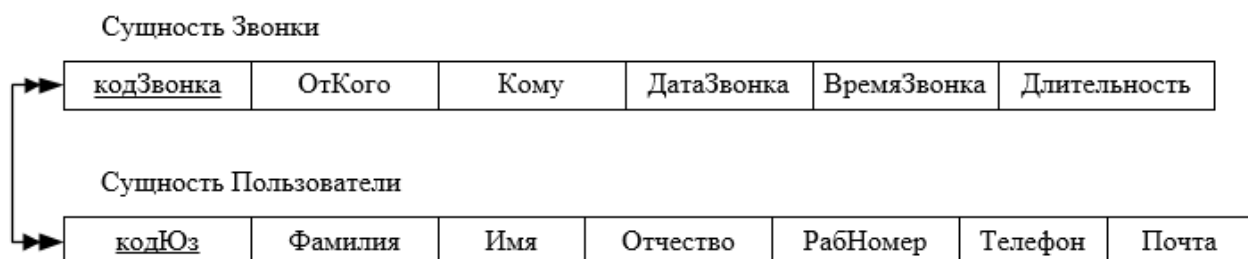 Сущность Звонки
кодЗвонка ОтКого Кому ДатаЗвонка ВремяЗвонка Длительность
Сущность Пользователи
кодЮз Фамилия Имя Отчество РабНомер Телефон Почта